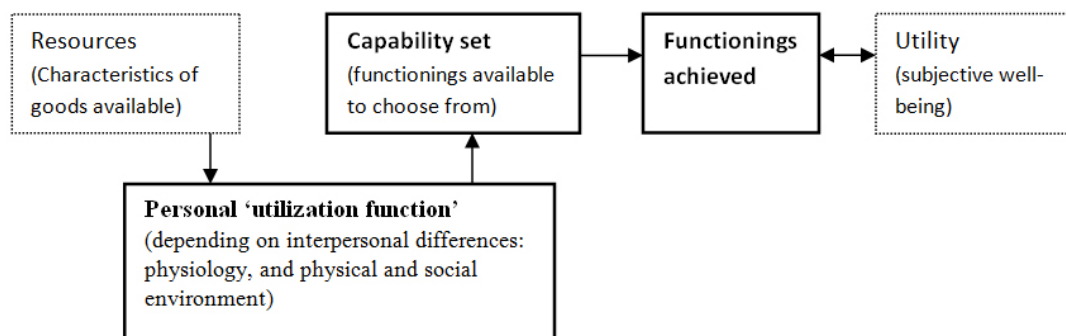 Resources
(Characteristics of
goods available)
Capability set
(functionings available
to choose from)
Functionings
achieved
Utility
(subjective well-
being)
Personal ‘utilization function’
(depending on interpersonal differences:
physiology, and physical and social
environment)